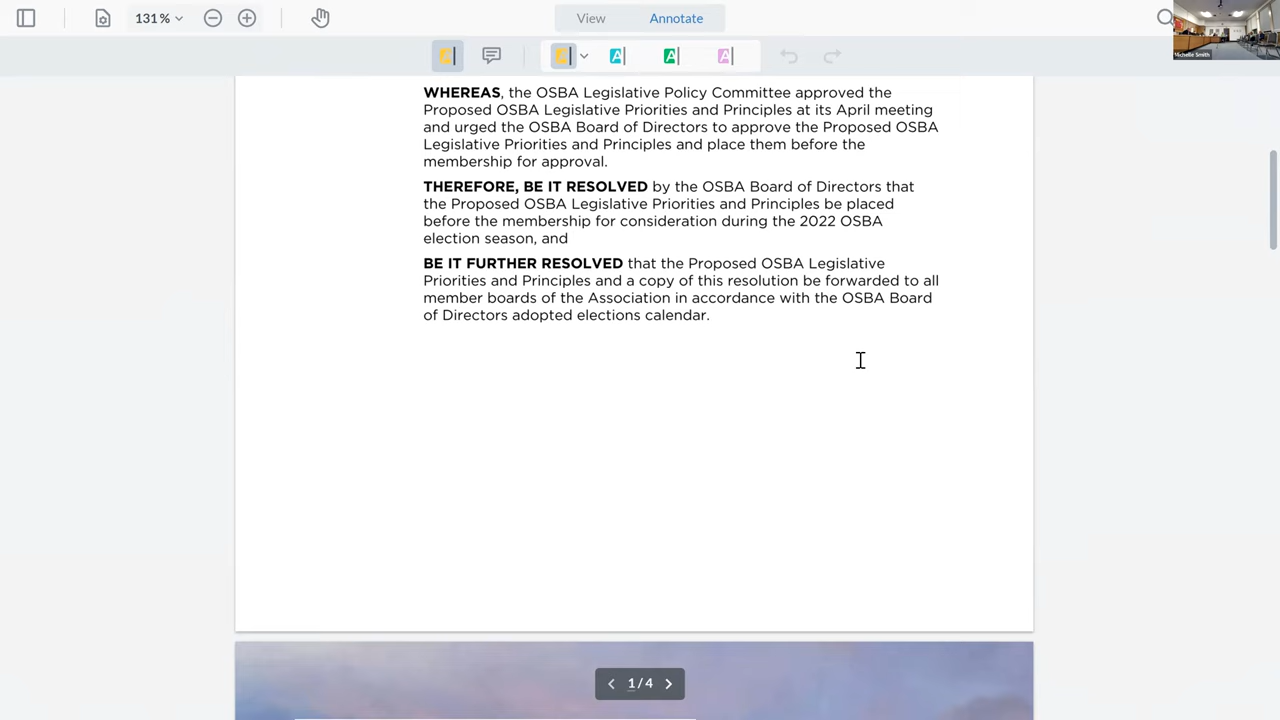 131 %
View
Annotate
Michelle Smith
WHEREAS, the OSBA Legislative Policy Committee approved the
Proposed OSBA Legislative Priorities and Principles at its April meeting
and urged the OSBA Board of Directors to approve the Proposed OSBA
Legislative Priorities and Principles and place them before the
membership for approval.
THEREFORE, BE IT RESOLVED by the OSBA Board of Directors that
the Proposed OSBA Legislative Priorities and Principles be placed
before the membership for consideration during the 2022 OSBA
election season, and
BE IT FURTHER RESOLVED that the Proposed OSBA Legislative
Priorities and Principles and a copy of this resolution be forwarded to all
member boards of the Association in accordance with the OSBA Board
of Directors adopted elections calendar.
1 / 4